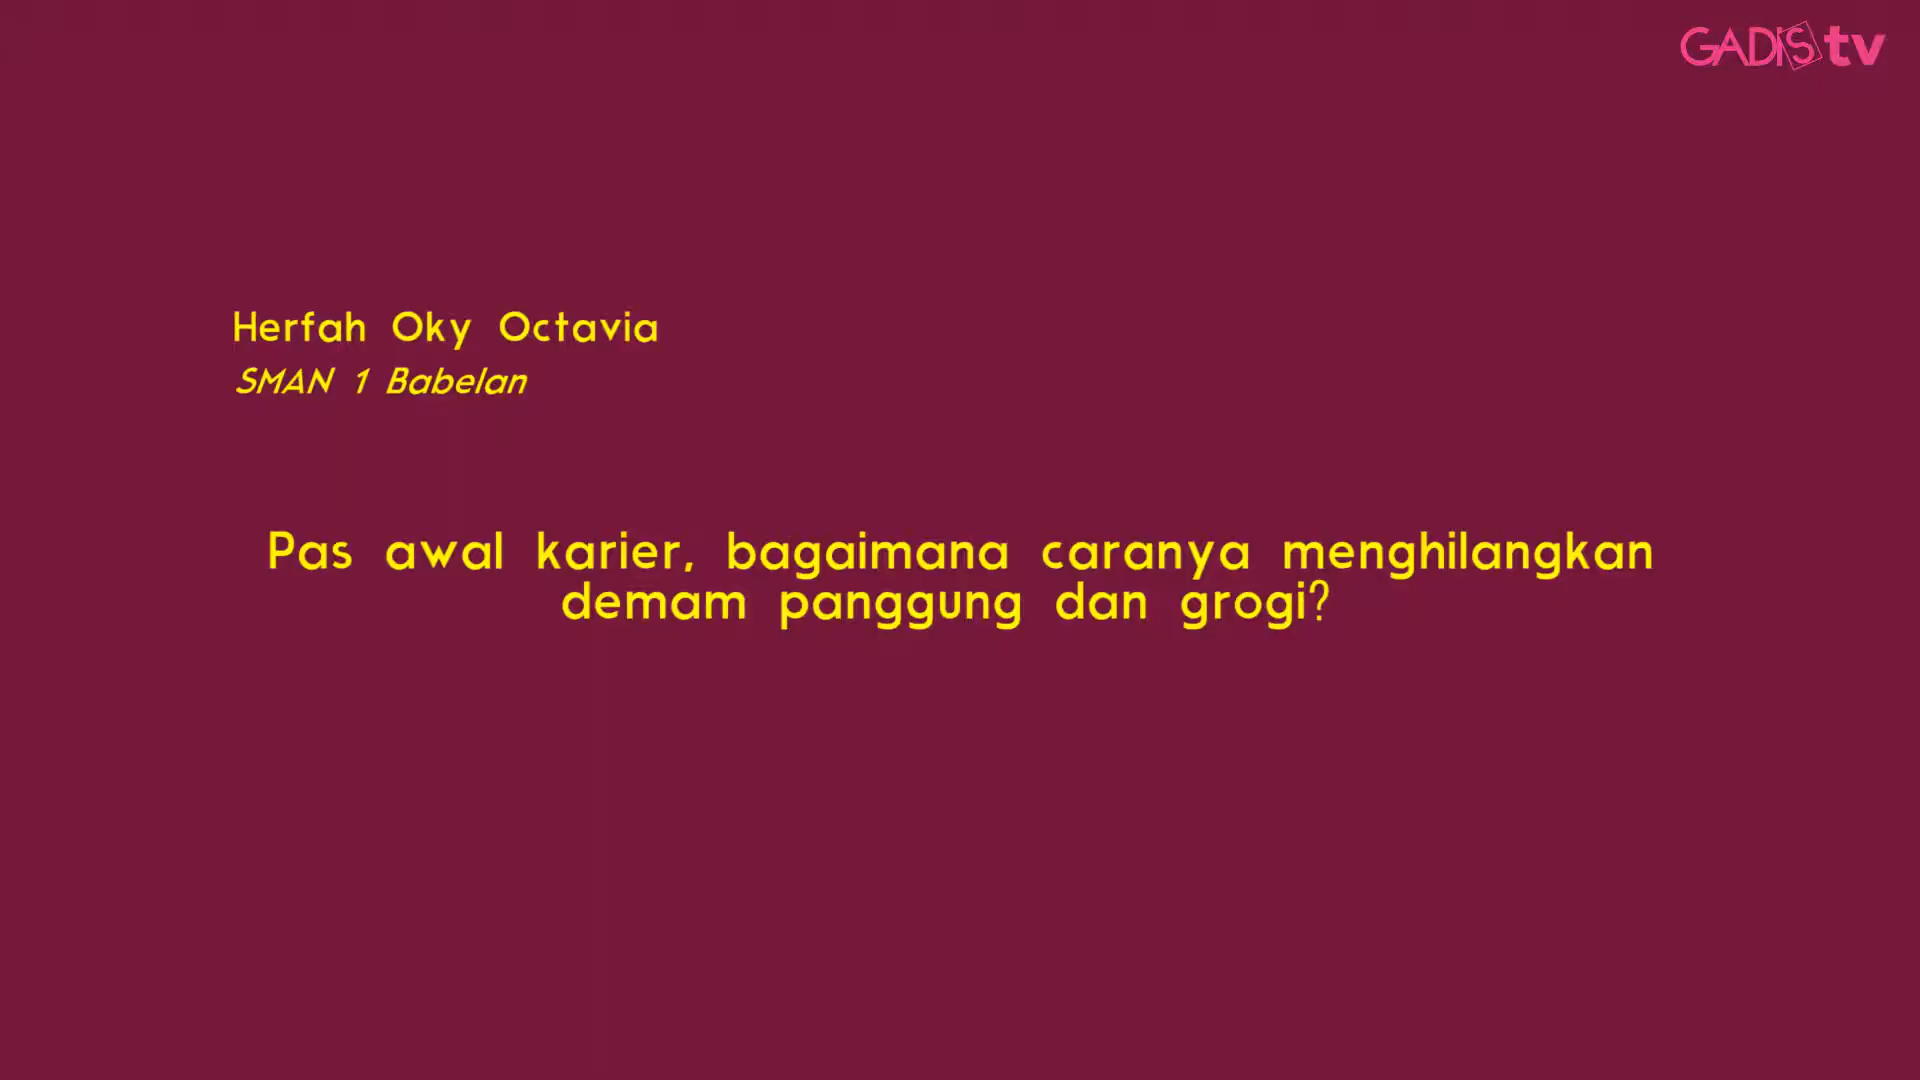 GADIS tv
Herfah Oky Octavia
SMAN 1 Babelan
Pas awal karier, bagaimana caranya menghilangkan
demam panggung dan grogi?